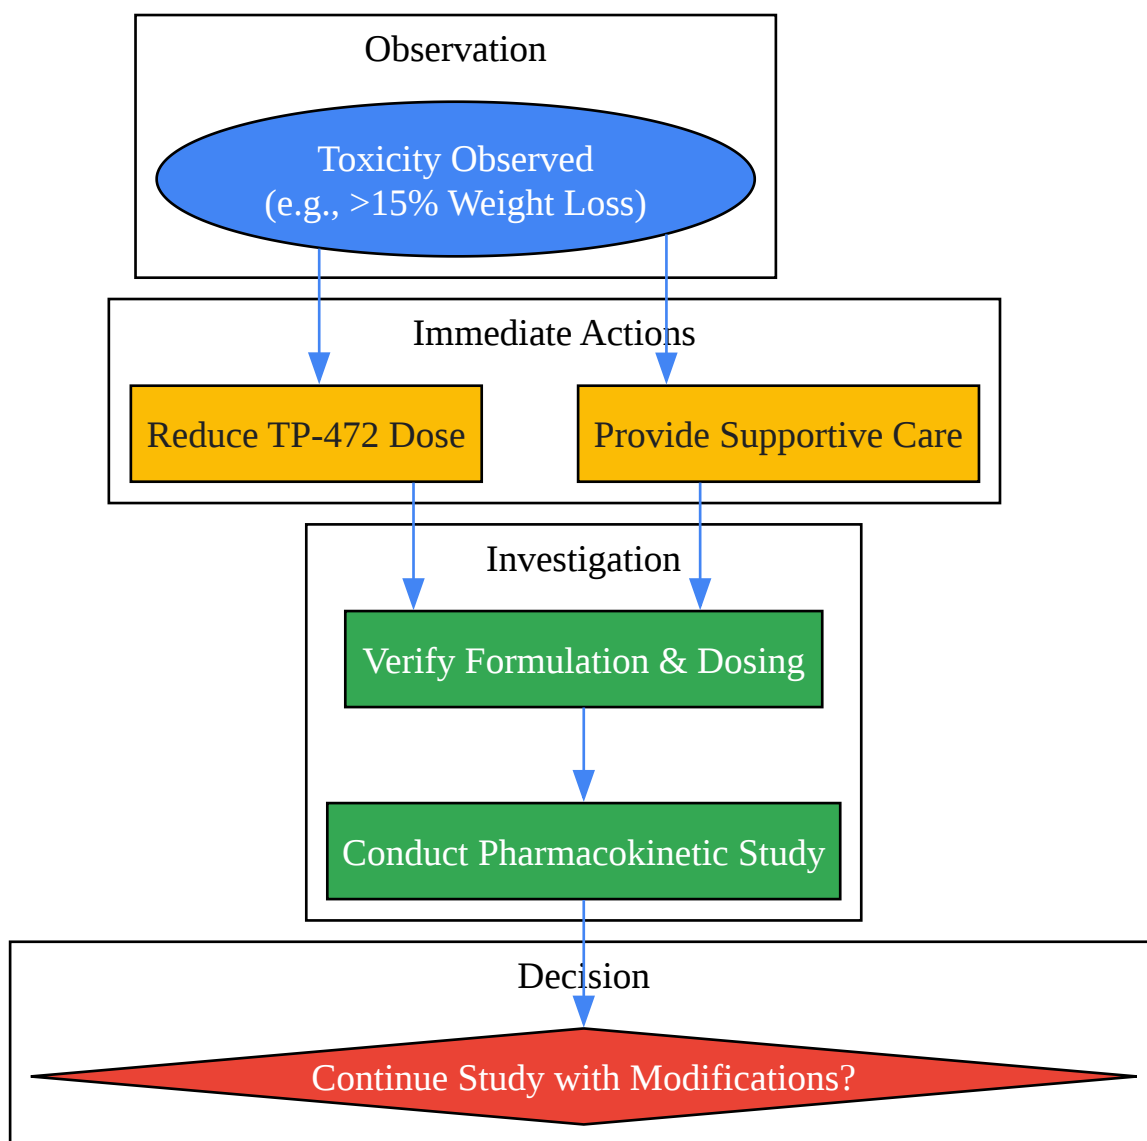 Observation
Toxicity Observed
(e.g., >15% Weight Loss)
Immediate Actions
Reduce TP-472 Dose
Provide Supportive Care
Investigation
Verify Formulation & Dosing
Conduct Pharmacokinetic Study
Decision
Continue Study with Modifications?